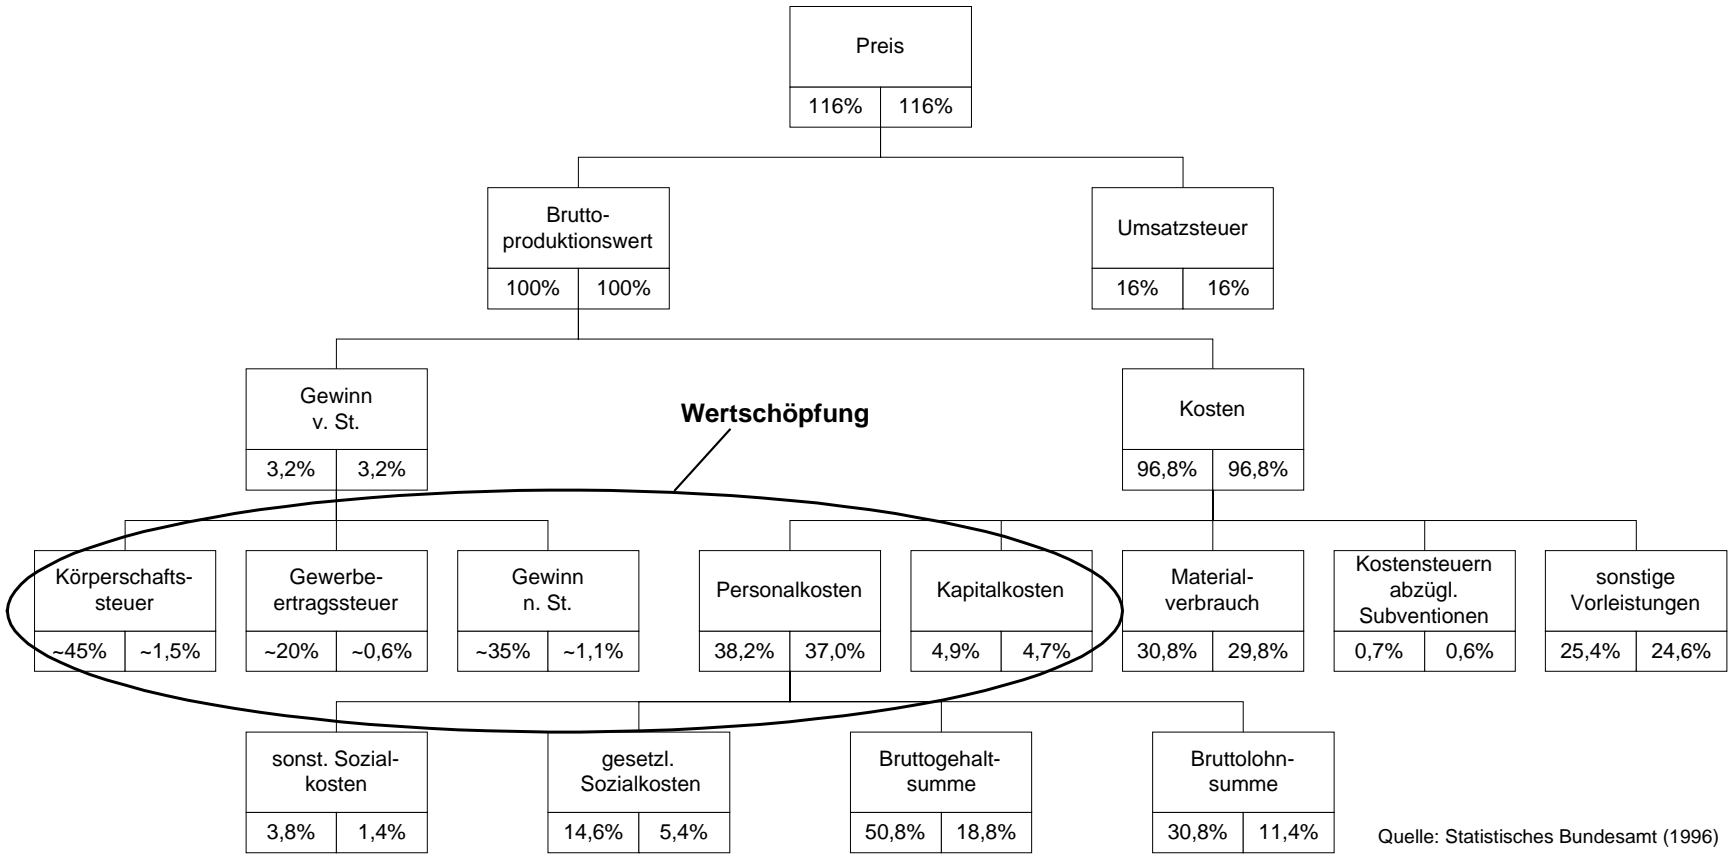 Preis
116% 116%
Brutto-
produktionswert
100% 100%
Umsatzsteuer
16% 16%
Gewinn
v. St.
3,2% 3,2%
Wertschöpfung
Kosten
96,8% 96,8%
Körperschafts-
steuer
~45% ~1,5%
Gewerbe-
ertragssteuer
~20% ~0,6%
Gewinn
n. St.
~35% ~1,1%
Personalkosten
38,2% 37,0%
Kapitalkosten
4,9% 4,7%
Material-
verbrauch
30,8% 29,8%
Kostensteuern
abzügl.
Subventionen
0,7% 0,6%
sonstige
Vorleistungen
25,4% 24,6%
sonst. Sozial-
kosten
3,8% 1,4%
gesetzl.
Sozialkosten
14,6% 5,4%
Bruttogehalt-
summe
50,8% 18,8%
Bruttolohn-
summe
30,8% 11,4%
Quelle: Statistisches Bundesamt (1996)